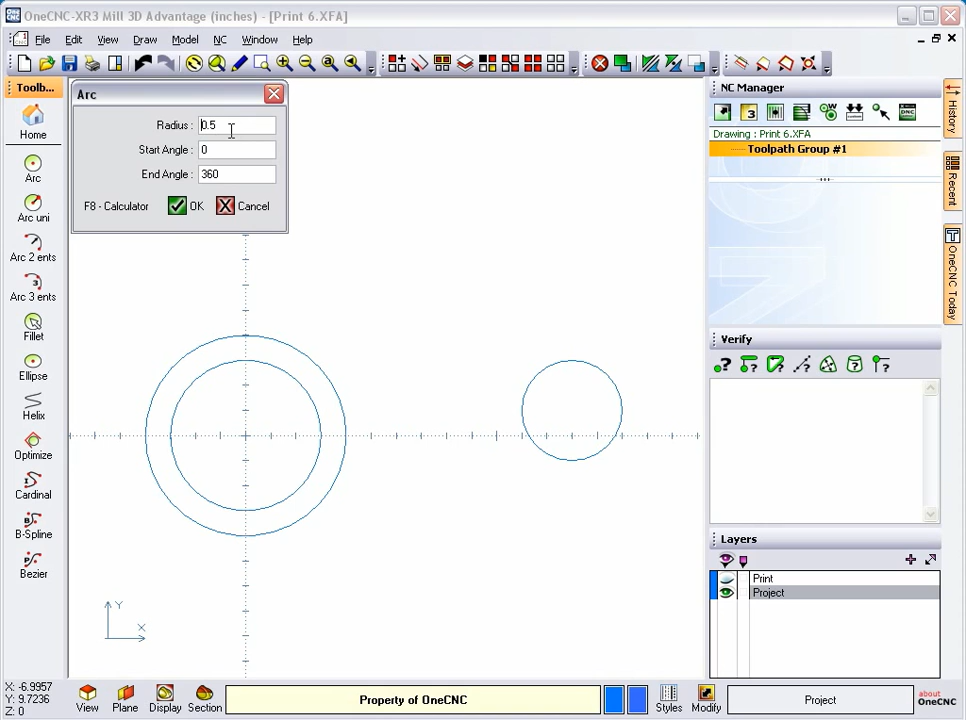 OneCNC-XR3 Mill 3D Advantage (inches) - [Print 6.XFA]
File Edit View Draw Model NC Window Help
Toolb...
Home
Arc
Arc uni
Arc 2 ents
Arc 3 ents
Fillet
Ellipse
Helix
Optimize
Cardinal
B-Spline
Bezier
Arc
Radius : 0.5
Start Angle : 0
End Angle : 360
F8 - Calculator OK Cancel
Y
X
NC Manager
3
Drawing : Print 6.XFA
Toolpath Group #1
Verify
Layers
Print
Project
History
Recent
OneCNC Today
X: -6.9957
Y: 9.7236
Z: 0
View Plane Display Section
Property of OneCNC
Styles Modify
Project
about
OneCNC